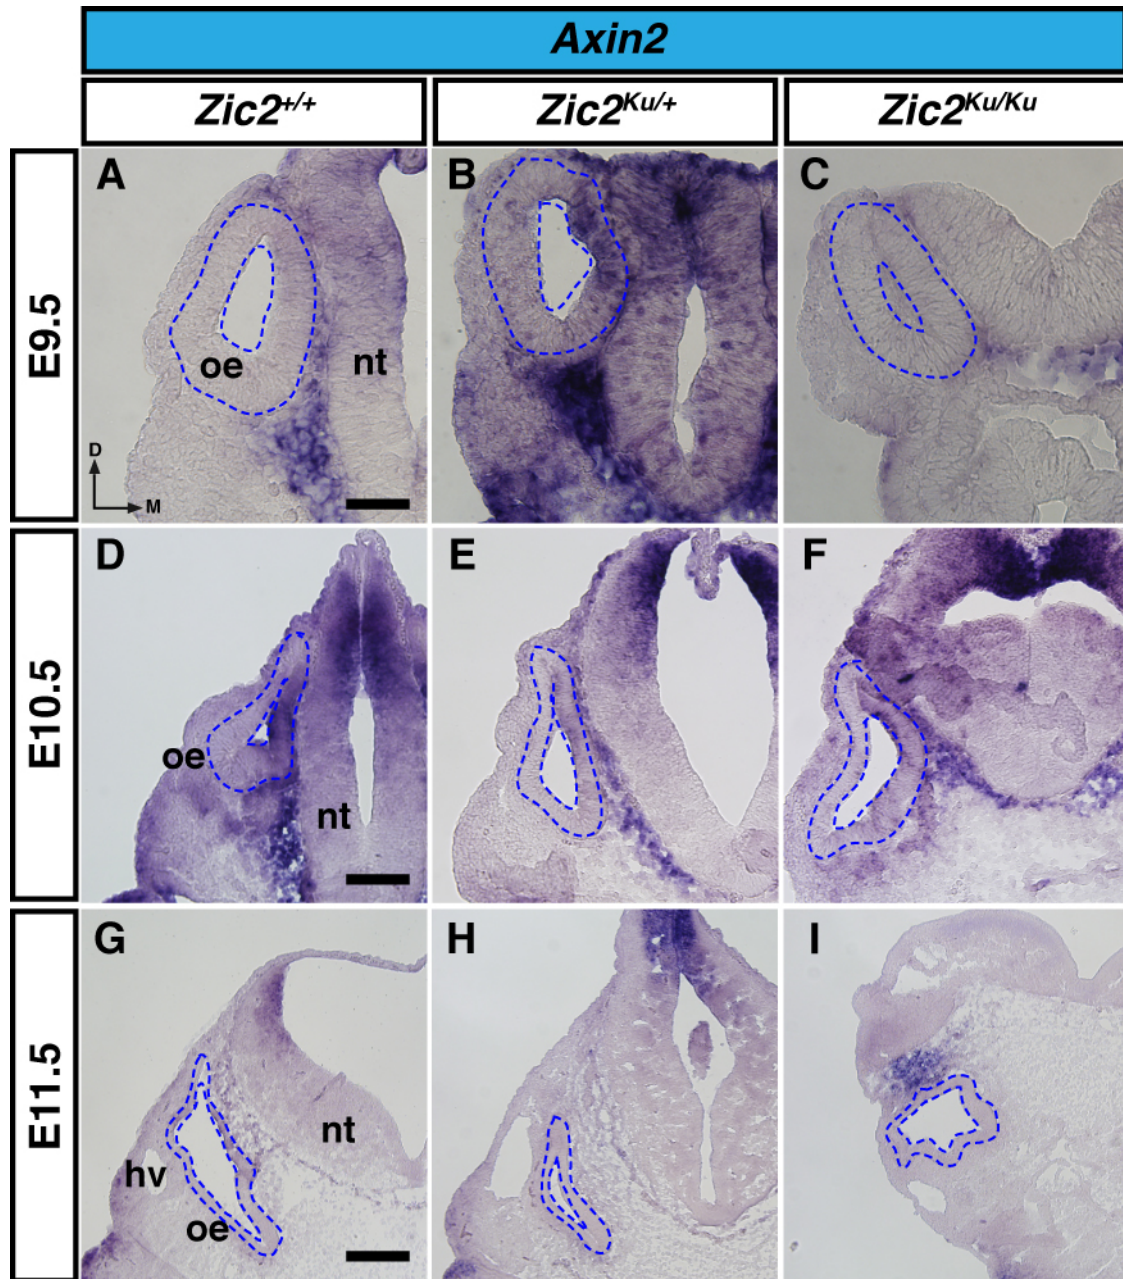 Axin2
Zic2+/+ Zic2Ku/+ Zic2Ku/Ku
E9.5
A B C
oe nt
D
M
E10.5
D E F
oe
nt
E11.5
G H I
nt
hv
oe